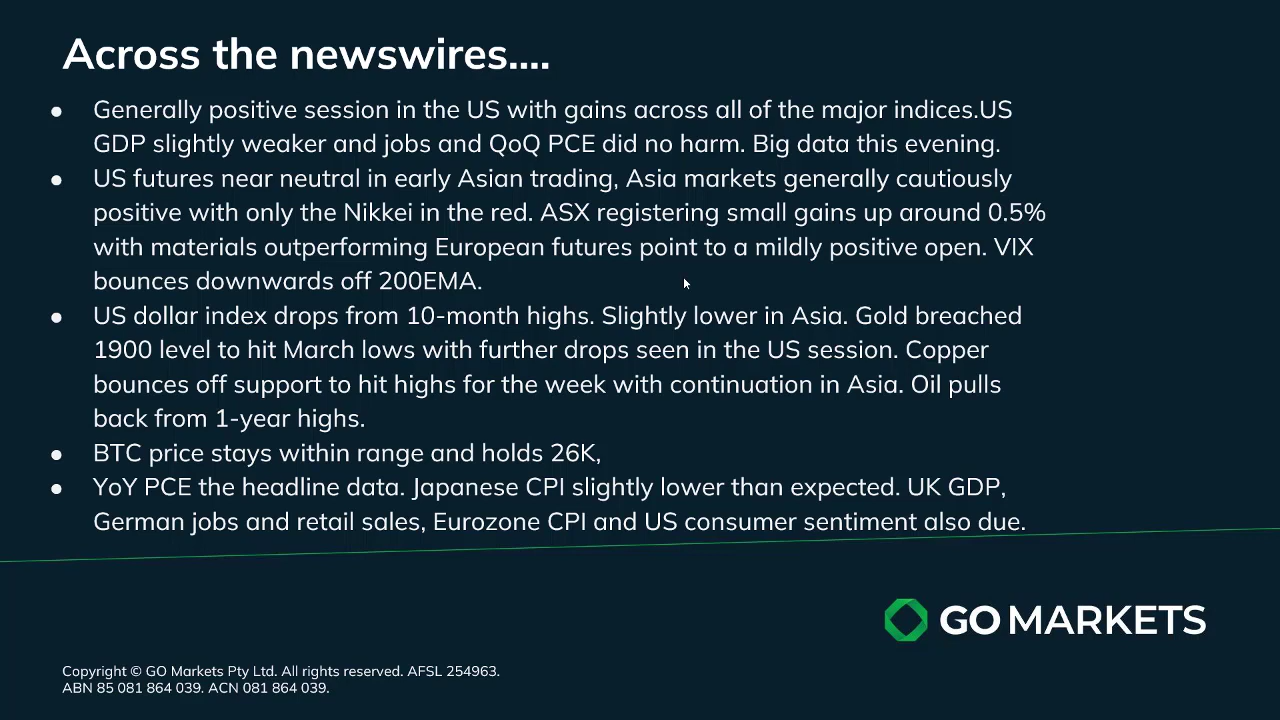 Across the newswires....
● Generally positive session in the US with gains across all of the major indices.US
GDP slightly weaker and jobs and QoQ PCE did no harm. Big data this evening.
● US futures near neutral in early Asian trading, Asia markets generally cautiously
positive with only the Nikkei in the red. ASX registering small gains up around 0.5%
with materials outperforming European futures point to a mildly positive open. VIX
bounces downwards off 200EMA.
● US dollar index drops from 10-month highs. Slightly lower in Asia. Gold breached
1900 level to hit March lows with further drops seen in the US session. Copper
bounces off support to hit highs for the week with continuation in Asia. Oil pulls
back from 1-year highs.
● BTC price stays within range and holds 26K,
● YoY PCE the headline data. Japanese CPI slightly lower than expected. UK GDP,
German jobs and retail sales, Eurozone CPI and US consumer sentiment also due.
GO MARKETS
Copyright © GO Markets Pty Ltd. All rights reserved. AFSL 254963.
ABN 85 081 864 039. ACN 081 864 039.